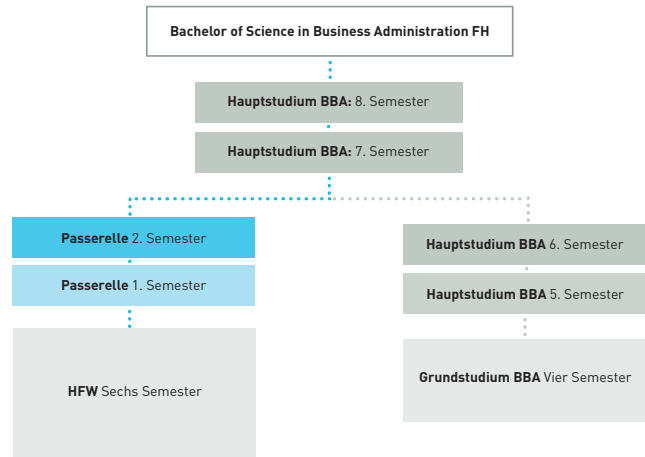 Bachelor of Science in Business Administration FH
Hauptstudium BBA: 8. Semester
Hauptstudium BBA: 7. Semester
Passerelle 2. Semester
Passerelle 1. Semester
HFW Sechs Semester
Hauptstudium BBA 6. Semester
Hauptstudium BBA 5. Semester
Grundstudium BBA Vier Semester